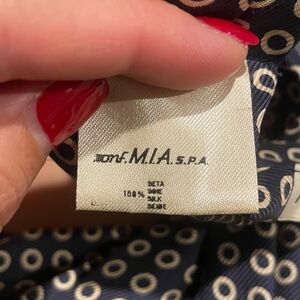 conf. M.I.A. S.P.A.
SETA
100% SOIE
SILK
SEIDE